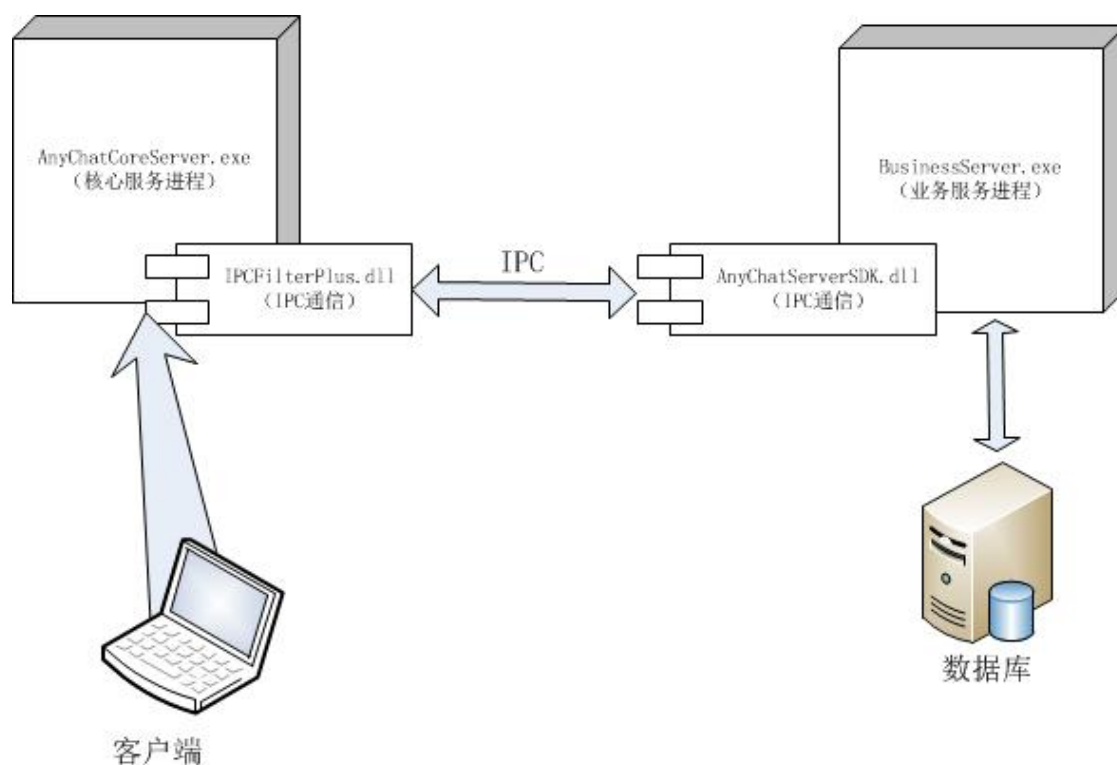 AnyChatCoreServer.exe
（核心服务进程）
BusinessServer.exe
（业务服务进程）
IPCFilterPlus.dll
（IPC通信）
IPC
AnyChatServerSDK.dll
（IPC通信）
数据库
客户端